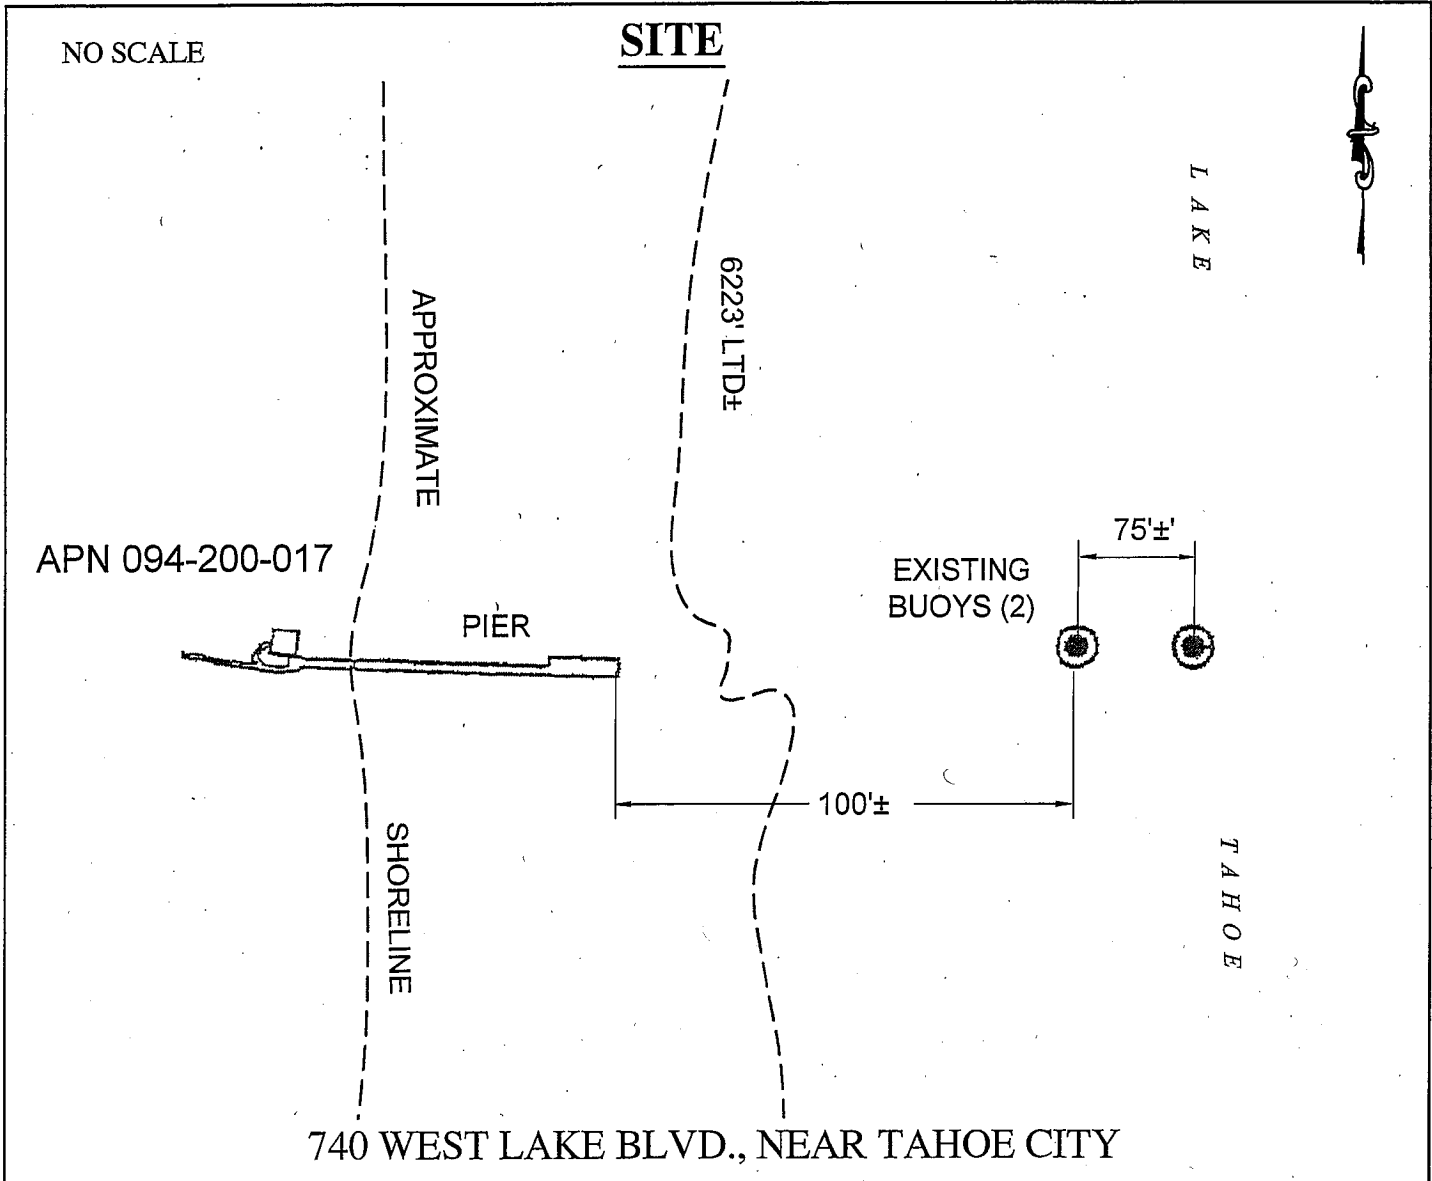 NO SCALE
SITE
LAKE
6223' LTD±
APPROXIMATE
75'±'
APN 094-200-017
EXISTING
BUOYS (2)
PIER
100'±
SHORELINE
TAHOE
740 WEST LAKE BLVD., NEAR TAHOE CITY